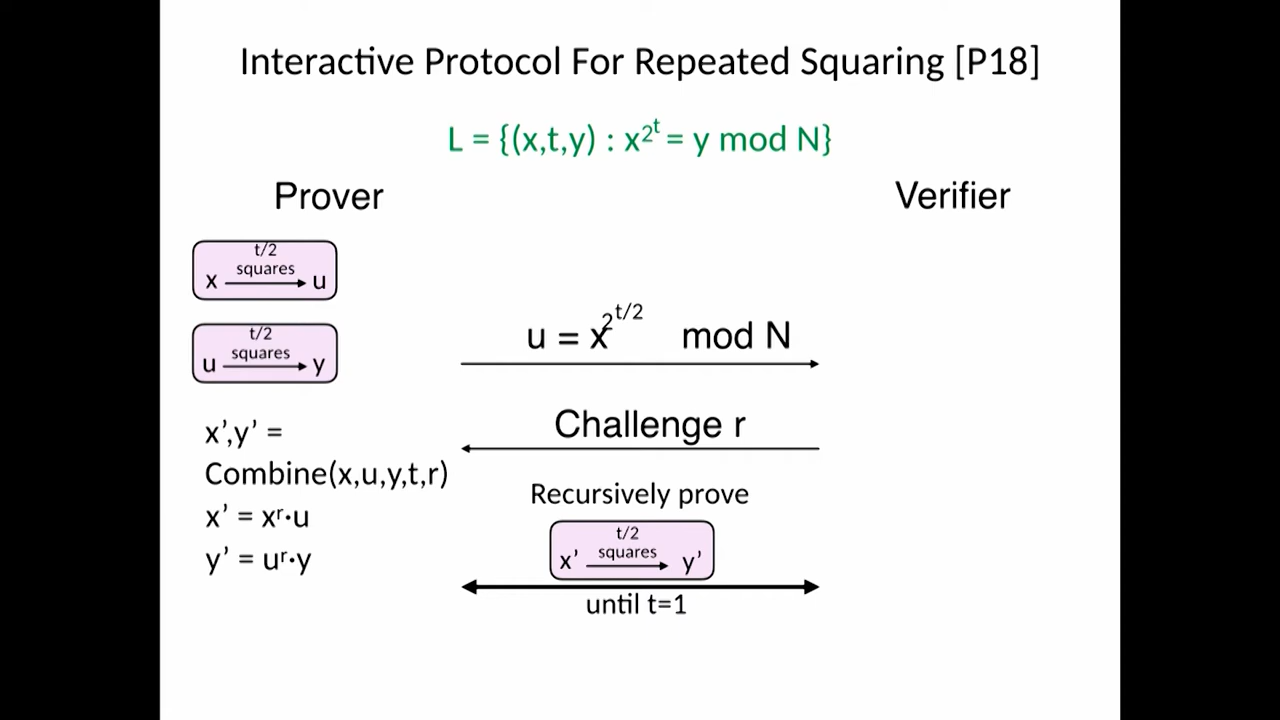 Interactive Protocol For Repeated Squaring [P18]
L = {(x,t,y) : x^2^t = y mod N}
Prover
Verifier
t/2
squares
x u
t/2
squares
u y
u = x^2^t/2 mod N
Challenge r
x’,y’ =
Combine(x,u,y,t,r)
x’ = x^r·u
y’ = u^r·y
Recursively prove
t/2
squares
x’ y’
until t=1